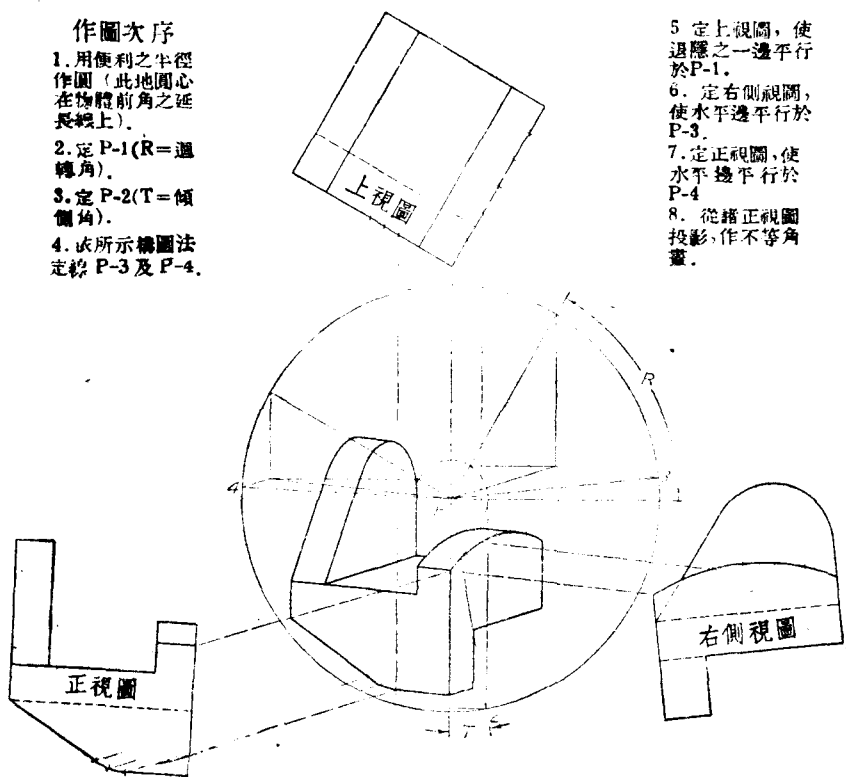 作圖次序
1.用便利之半徑
作圓（此地圓心
在物體前角之延
長線上）.
2.定 P-1(R=迴
轉角).
3.定 P-2(T=傾
側角).
4.依所示構圖法
定線 P-3 及 P-4.
5 定上視圖，使
退隱之一邊平行
於P-1.
6. 定右側視圖，
使水平邊平行於
P-3.
7.定正視圖，使
水平邊平行於
P-4
8. 從諸正視圖
投影，作不等角
畫.
上視圖
R
4
1
P
正視圖
右側視圖
T